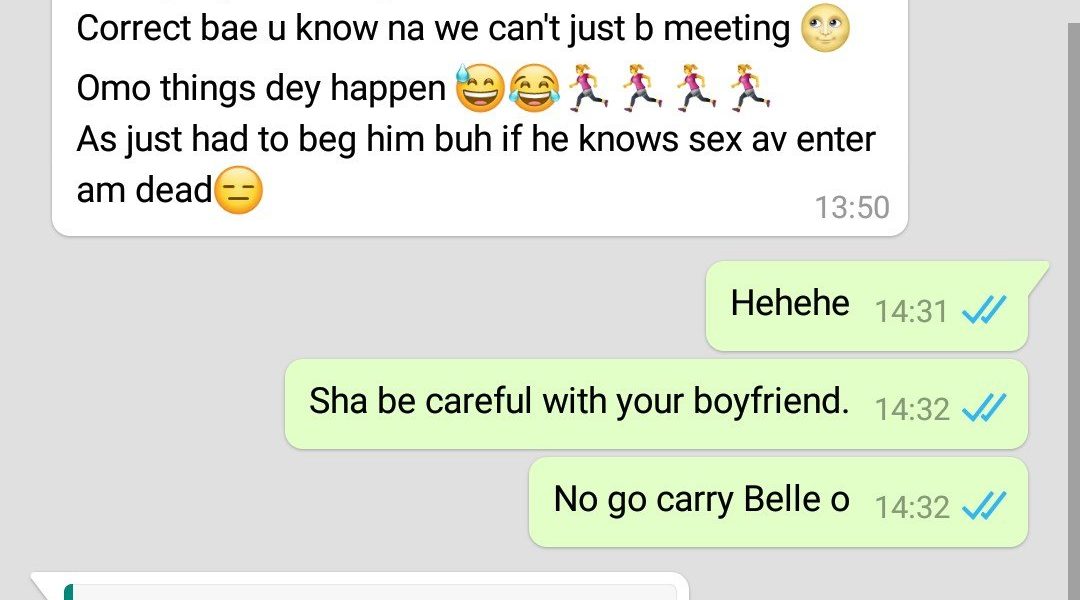 Correct bae u know na we can't just b meeting 🌝
Omo things dey happen 😅😂🏃‍♀️🏃‍♀️🏃‍♀️🏃‍♀️
As just had to beg him buh if he knows sex av enter
am dead😑
13:50
Hehehe 14:31
Sha be careful with your boyfriend. 14:32
No go carry Belle o 14:32